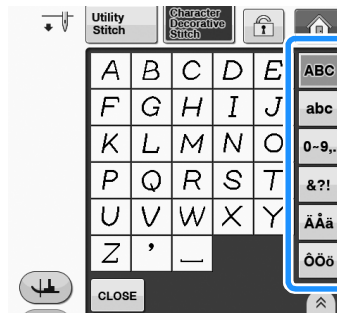 Utility Stitch
Character Decorative Stitch
A B C D E ABC
F G H I J abc
K L M N O 0~9,.
P Q R S T &?!
U V W X Y ÄÅä
Z , _ ÔÖö
CLOSE